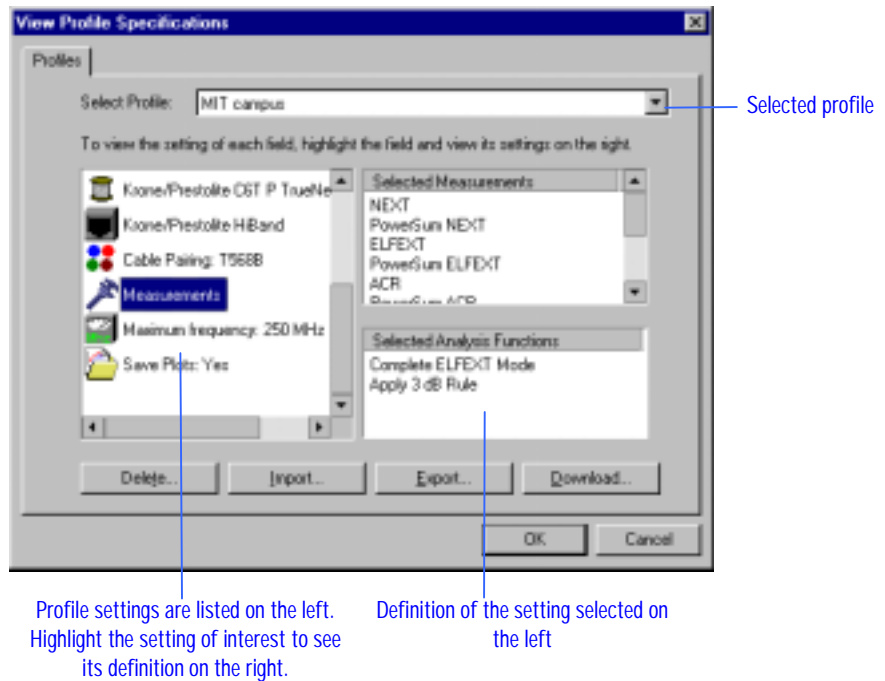 View Profile Specifications
Profiles
Select Profile: MIT campus
Selected profile
To view the setting of each field, highlight the field and view its settings on the right.
Krone/Prestolite C6T P TrueNe
Krone/Prestolite HiBand
Cable Pairing: T568B
Measurements
Maximum frequency: 250 MHz
Save Plots: Yes
Selected Measurements
NEXT
PowerSum NEXT
ELFEXT
PowerSum ELFEXT
ACR
PowerSum ACR
Selected Analysis Functions
Complete ELFEXT Mode
Apply 3 dB Rule
Delete...
Import...
Export...
Download...
OK
Cancel
Profile settings are listed on the left.
Highlight the setting of interest to see
its definition on the right.
Definition of the setting selected on
the left